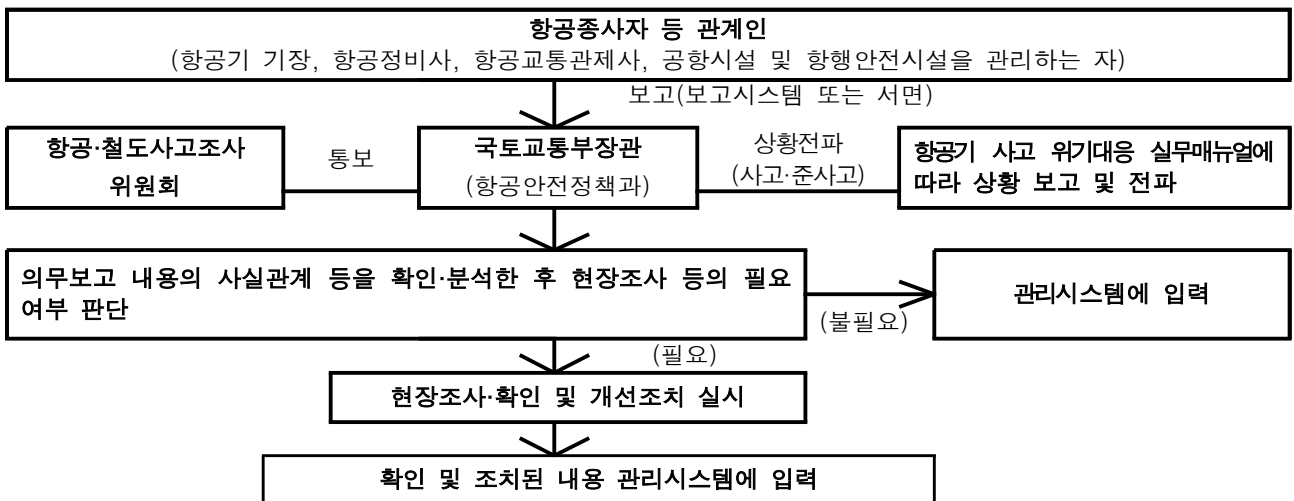 항공종사자 등 관계인
(항공기 기장, 항공정비사, 항공교통관제사, 공항시설 및 항행안전시설을 관리하는 자)
보고(보고시스템 또는 서면)
항공·철도사고조사
위원회
통보
국토교통부장관
(항공안전정책과)
상황전파
(사고·준사고)
항공기 사고 위기대응 실무매뉴얼에
따라 상황 보고 및 전파
의무보고 내용의 사실관계 등을 확인·분석한 후 현장조사 등의 필요
여부 판단
(불필요)
관리시스템에 입력
(필요)
현장조사·확인 및 개선조치 실시
확인 및 조치된 내용 관리시스템에 입력